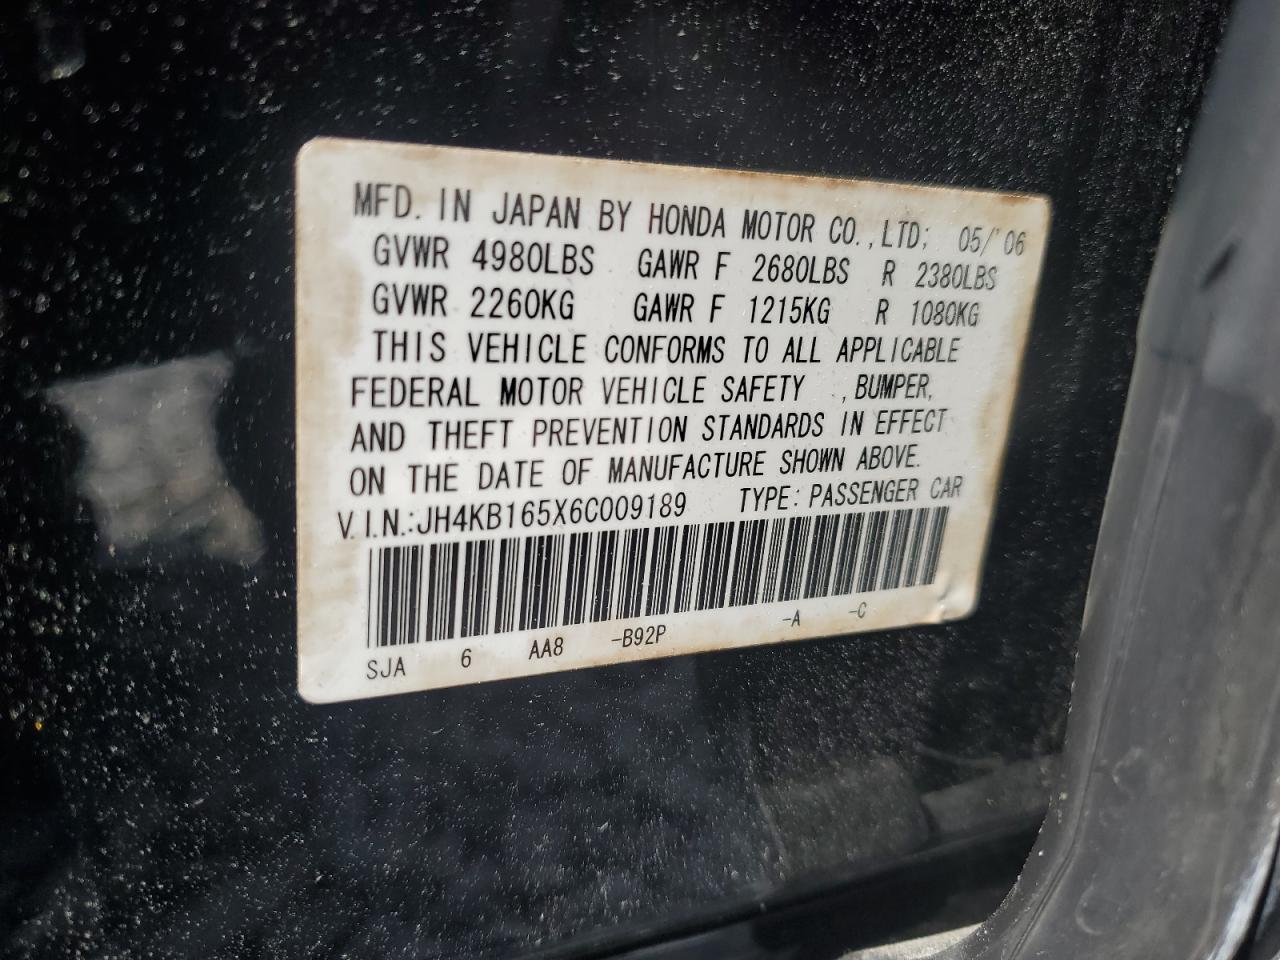 MFD. IN JAPAN BY HONDA MOTOR CO.,LTD; 05/'06
GVWR 4980LBS GAWR F 2680LBS R 2380LBS
GVWR 2260KG GAWR F 1215KG R 1080KG
THIS VEHICLE CONFORMS TO ALL APPLICABLE
FEDERAL MOTOR VEHICLE SAFETY ,BUMPER,
AND THEFT PREVENTION STANDARDS IN EFFECT
ON THE DATE OF MANUFACTURE SHOWN ABOVE.
V.I.N.:JH4KB165X6C009189 TYPE:PASSENGER CAR
SJA 6 AA8 -B92P -A -C